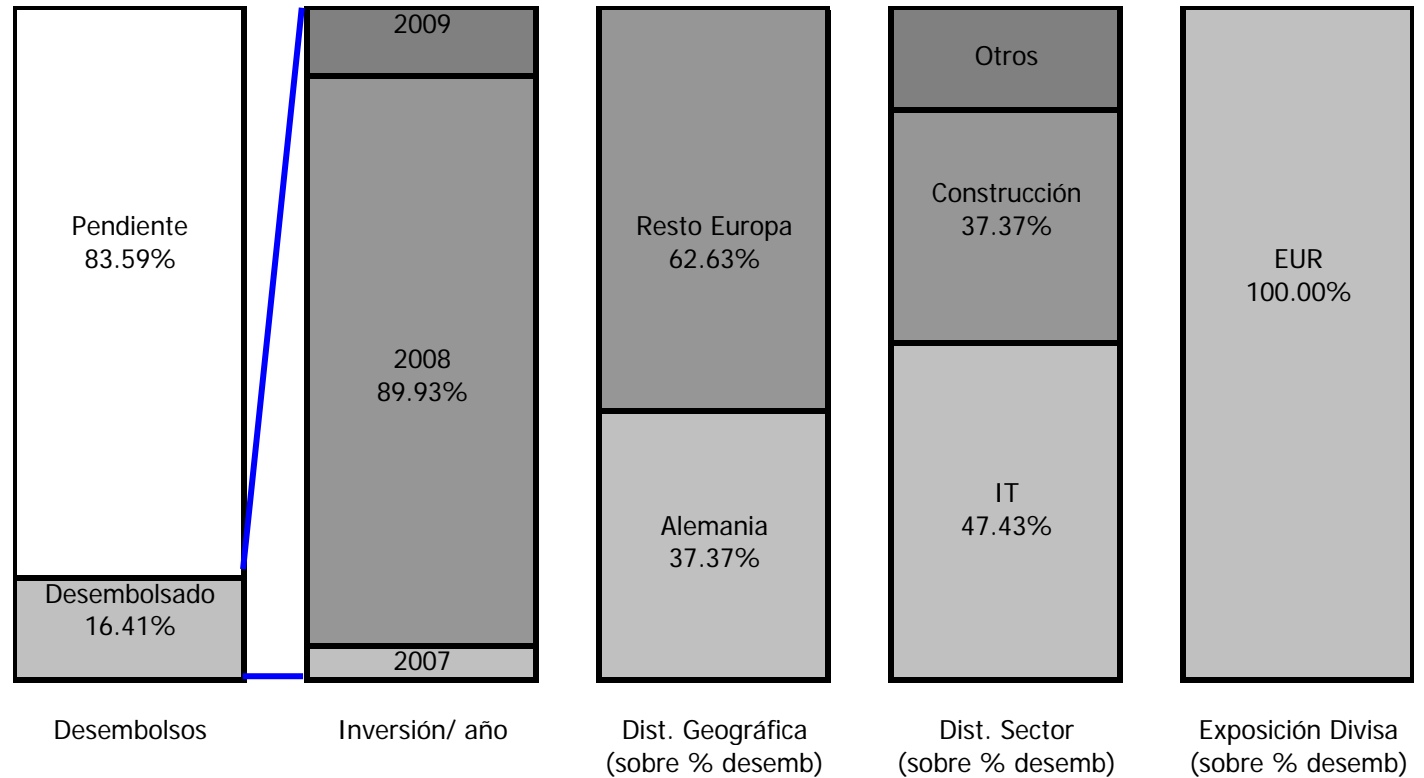 Pendiente
83.59%
Desembolsado
16.41%
Desembolsos
2009
2008
89.93%
2007
Inversión/ año
Resto Europa
62.63%
Alemania
37.37%
Dist. Geográfica
(sobre % desemb)
Otros
Construcción
37.37%
IT
47.43%
Dist. Sector
(sobre % desemb)
EUR
100.00%
Exposición Divisa
(sobre % desemb)